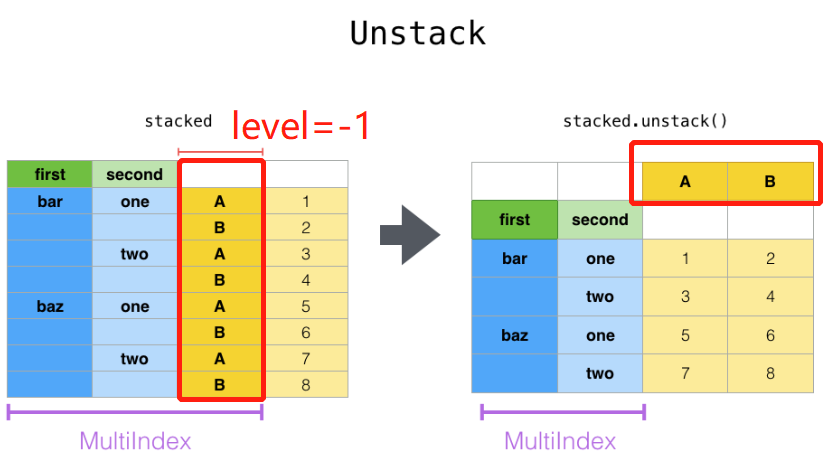 Unstack
stacked
level=-1
first second
bar one A 1
B 2
two A 3
B 4
baz one A 5
B 6
two A 7
B 8
MultiIndex
stacked.unstack()
A B
first second
bar one 1 2
two 3 4
baz one 5 6
two 7 8
MultiIndex